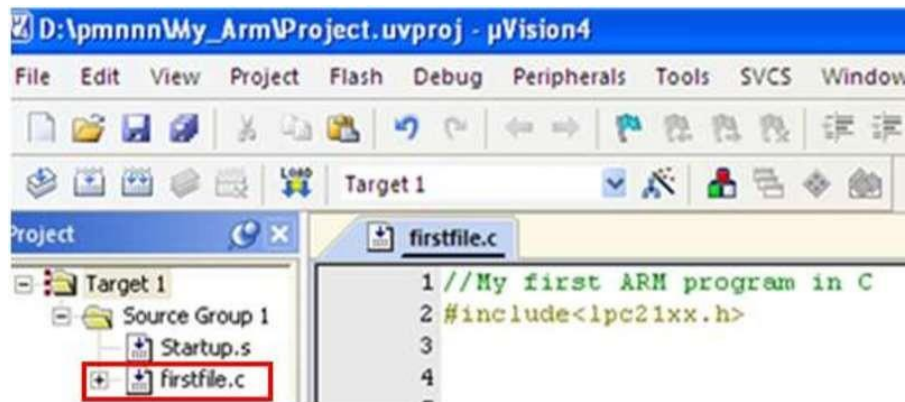 D:\pmnnn\My_Arm\Project.uvproj - µVision4
File Edit View Project Flash Debug Peripherals Tools SVCS Window
LOAD Target 1
Project firstfile.c
Target 1
Source Group 1
Startup.s
firstfile.c
1 //My first ARM program in C
2 #include<lpc21xx.h>
3
4